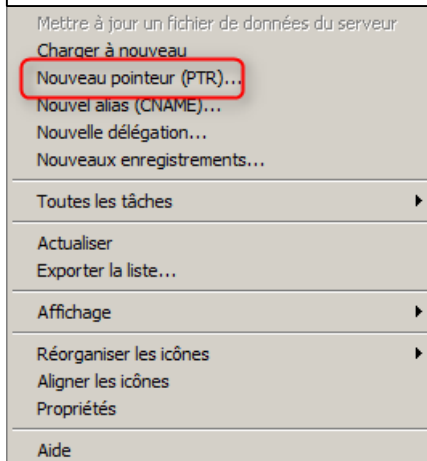 Mettre à jour un fichier de données du serveur
Charger à nouveau
Nouveau pointeur (PTR)...
Nouvel alias (CNAME)...
Nouvelle délégation...
Nouveaux enregistrements...
Toutes les tâches
Actualiser
Exporter la liste...
Affichage
Réorganiser les icônes
Aligner les icônes
Propriétés
Aide